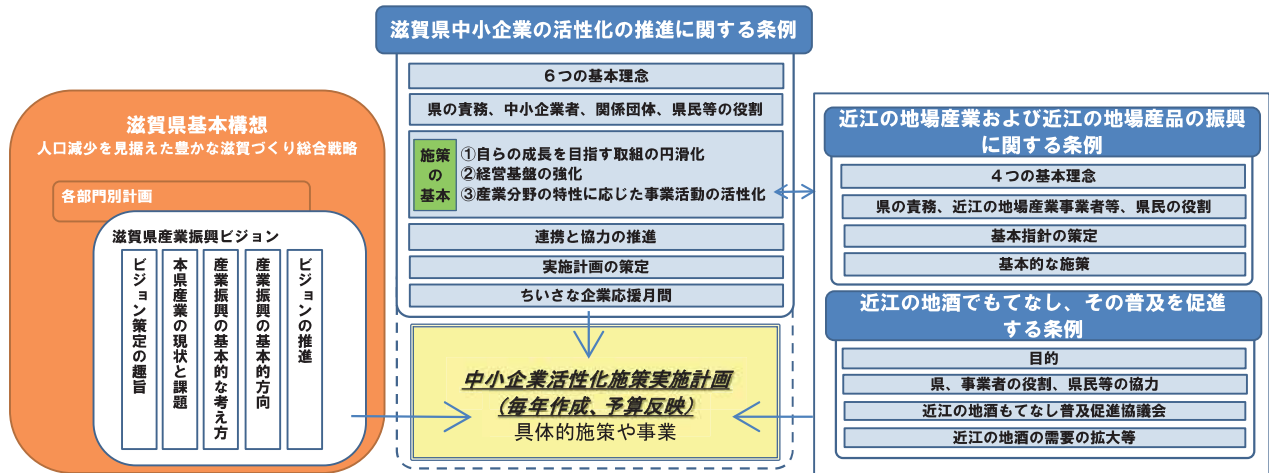 滋賀県中小企業の活性化の推進に関する条例
６つの基本理念
県の責務、中小企業者、関係団体、県民等の役割
施策
の
基本
①自らの成長を目指す取組の円滑化
②経営基盤の強化
③産業分野の特性に応じた事業活動の活性化
連携と協力の推進
実施計画の策定
ちいさな企業応援月間
滋賀県基本構想
人口減少を見据えた豊かな滋賀づくり総合戦略
各部門別計画
滋賀県産業振興ビジョン
ビジョン策定の趣旨
本県産業の現状と課題
産業振興の基本的な考え方
産業振興の基本的方向
ビジョンの推進
中小企業活性化施策実施計画
（毎年作成、予算反映）
具体的施策や事業
近江の地場産業および近江の地場産品の振興
に関する条例
４つの基本理念
県の責務、近江の地場産業事業者等、県民の役割
基本指針の策定
基本的な施策
近江の地酒でもてなし、その普及を促進
する条例
目的
県、事業者の役割、県民等の協力
近江の地酒もてなし普及促進協議会
近江の地酒の需要の拡大等